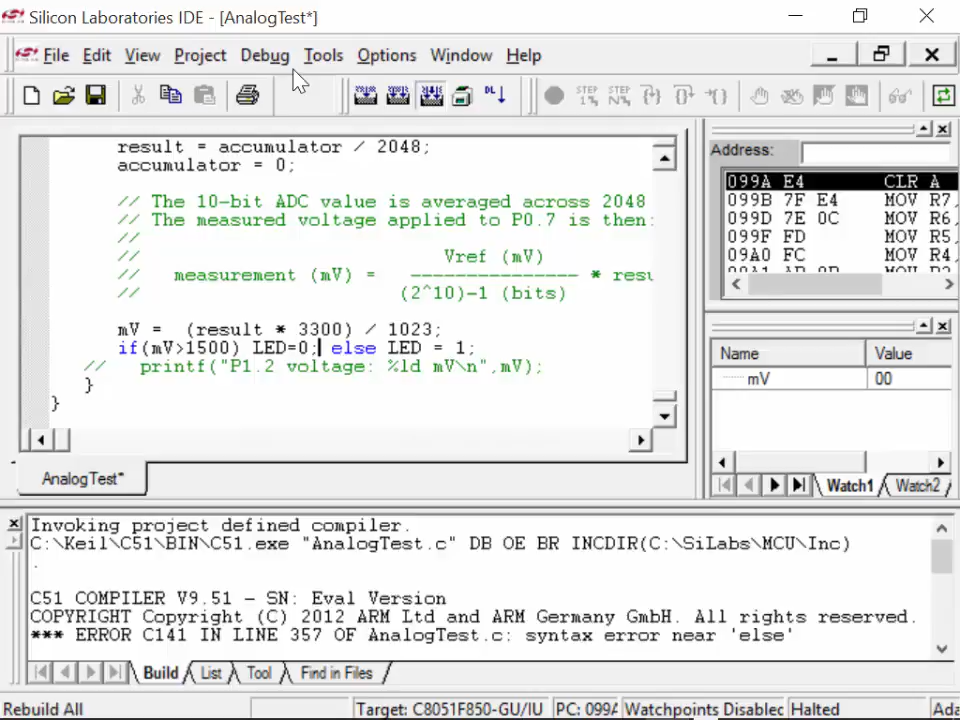 Silicon Laboratories IDE - [AnalogTest*]
File Edit View Project Debug Tools Options Window Help
DL STEP 1 STEP N
result = accumulator / 2048;
accumulator = 0;
// The 10-bit ADC value is averaged across 2048
// The measured voltage applied to P0.7 is then:
//
// Vref (mV)
// measurement (mV) = --------------- * resu
// (2^10)-1 (bits)
mV = (result * 3300) / 1023;
if(mV>1500) LED=0; else LED = 1;
// printf("P1.2 voltage: %ld mV\n",mV);
}
}
AnalogTest*
Address:
099A E4 CLR A
099B 7F E4 MOV R7,
099D 7E 0C MOV R6,
099F FD MOV R5,
09A0 FC MOV R4,
Name Value
mV 00
Watch1 Watch2
Invoking project defined compiler.
C:\Keil\C51\BIN\C51.exe "AnalogTest.c" DB OE BR INCDIR(C:\SiLabs\MCU\Inc)
.
C51 COMPILER V9.51 - SN: Eval Version
COPYRIGHT Copyright (C) 2012 ARM Ltd and ARM Germany GmbH. All rights reserved.
*** ERROR C141 IN LINE 357 OF AnalogTest.c: syntax error near 'else'
Build List Tool Find in Files
Rebuild All Target: C8051F850-GU/IU PC: 099A Watchpoints Disabled Halted Ada